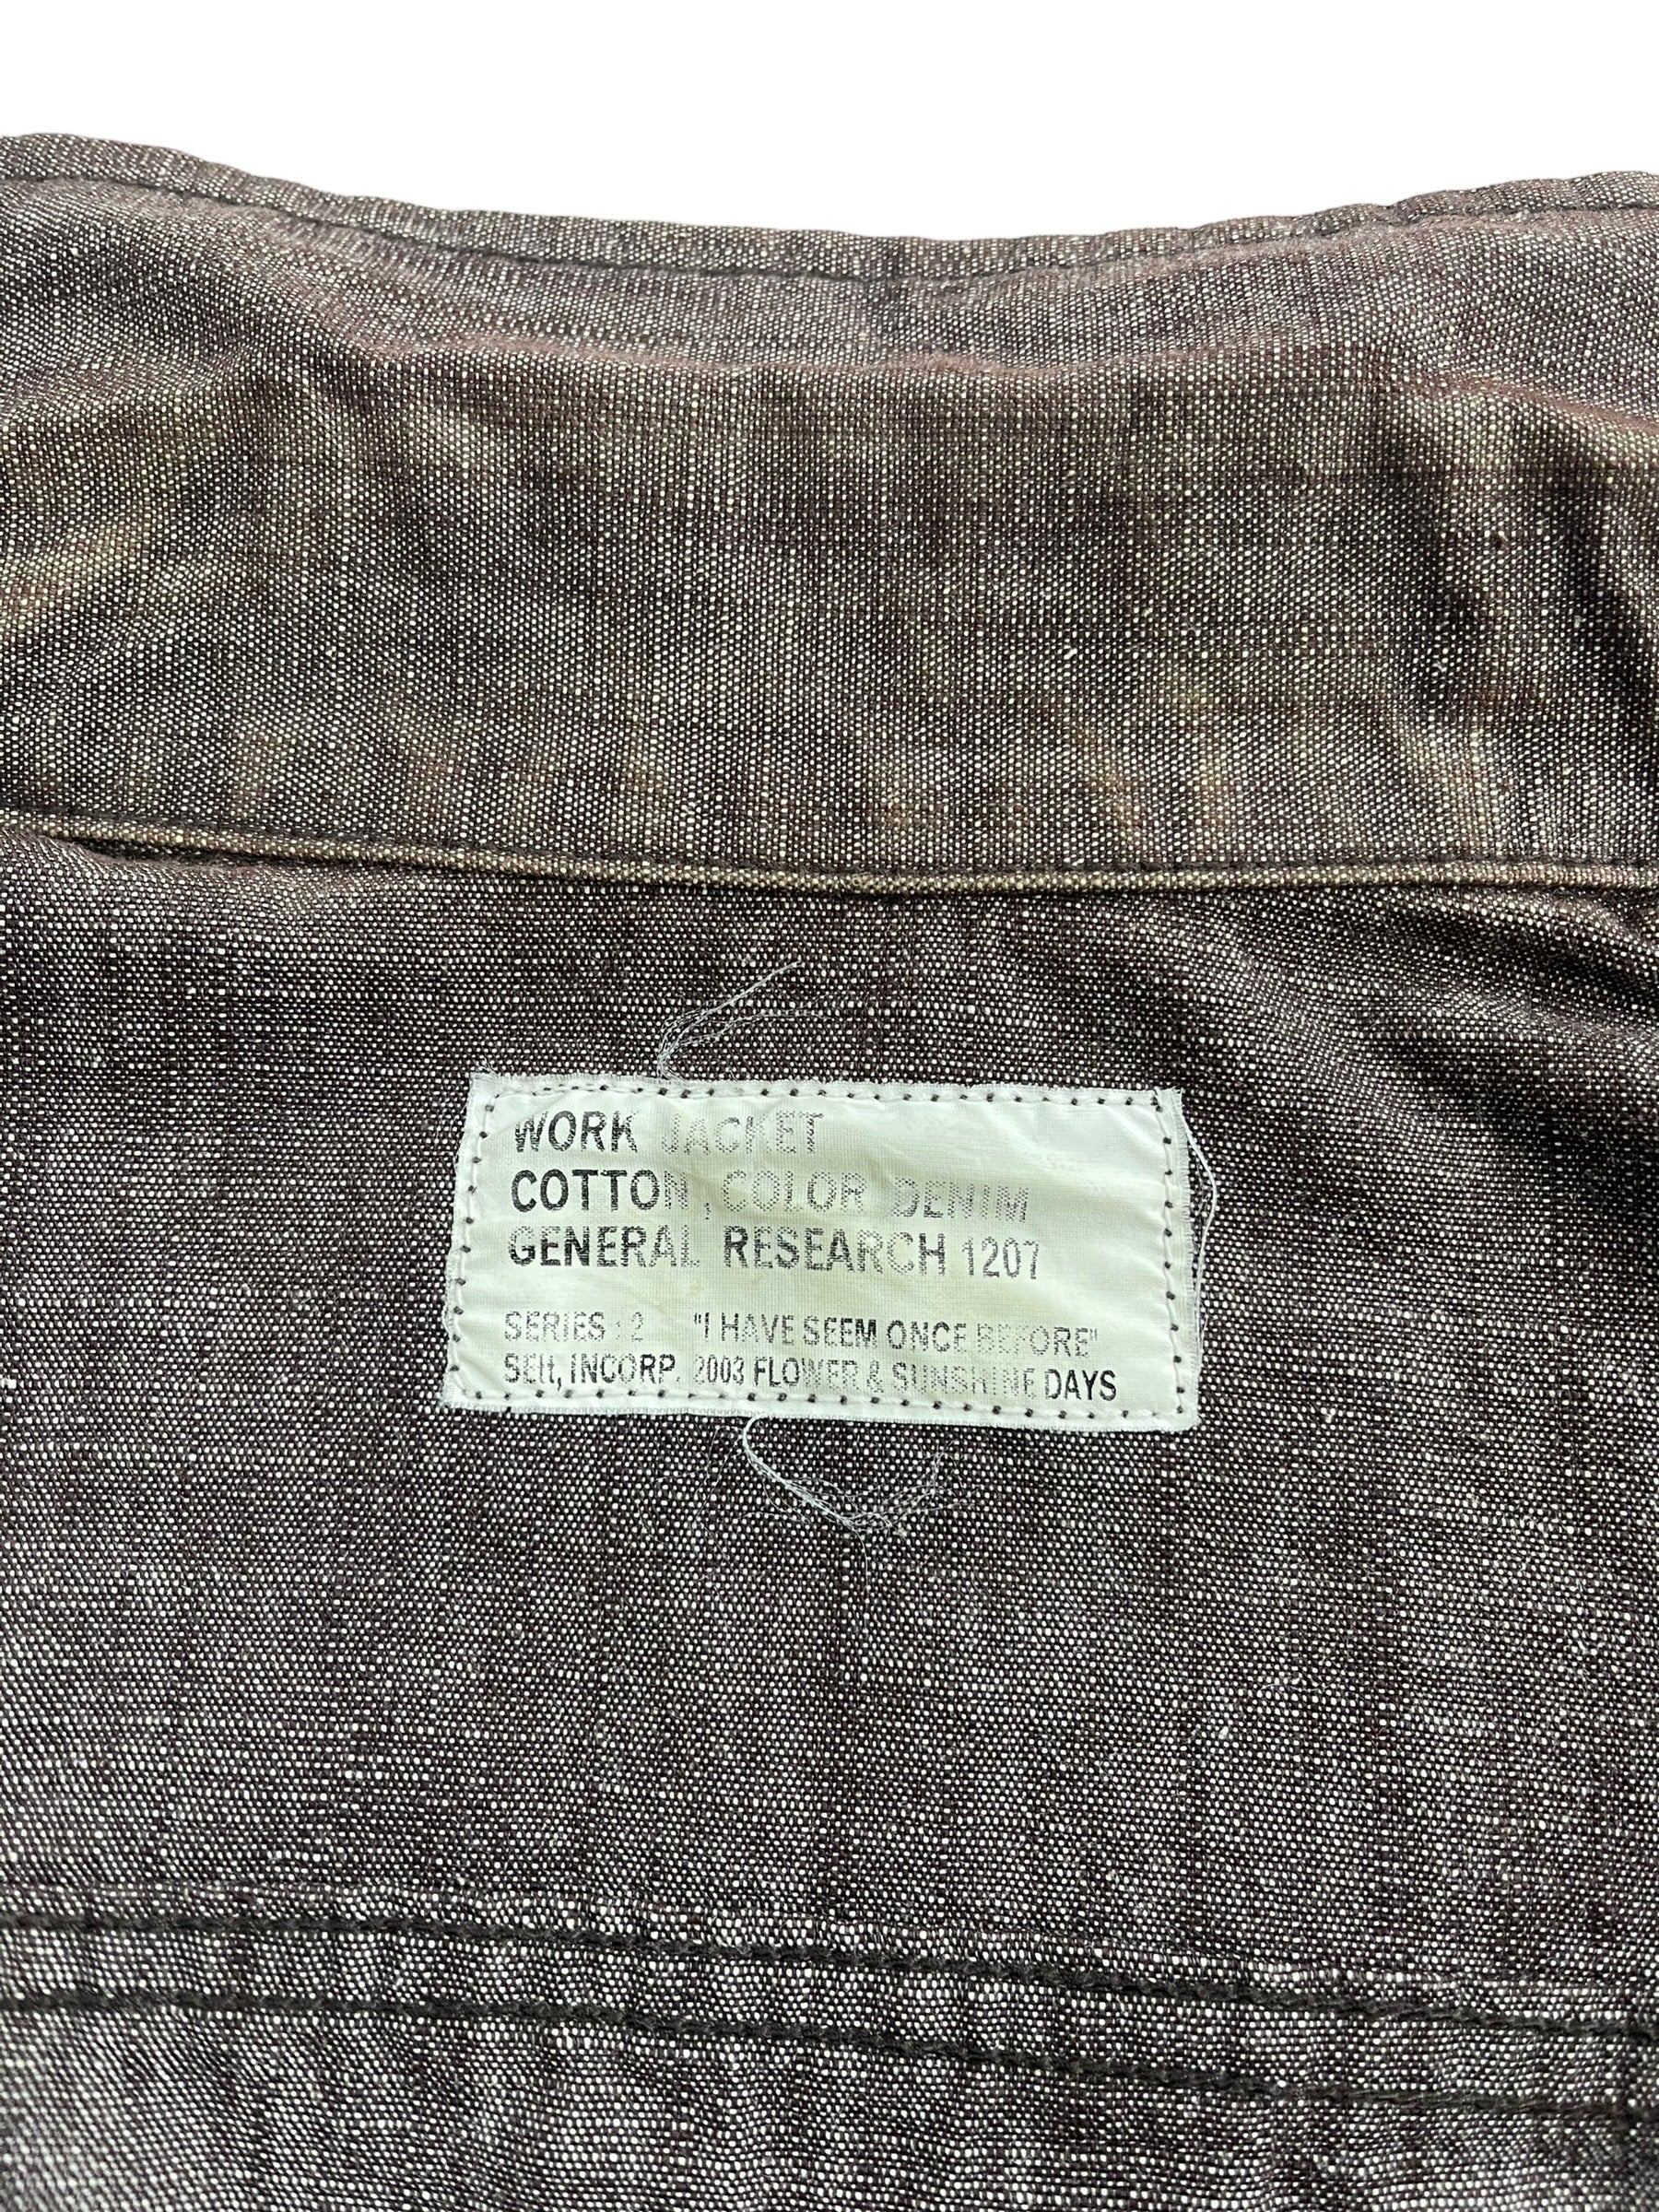 WORK JACKET
COTTON, COLOR DENIM
GENERAL RESEARCH 1207
SERIES : 2 "I HAVE SEEM ONCE BEFORE"
SEIt, INCORP. 2003 FLOWER & SUNSHINE DAYS